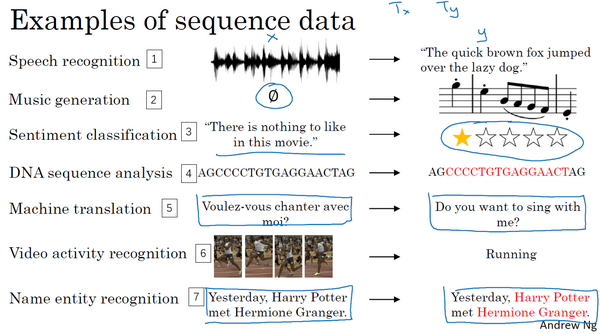 Examples of sequence data
Tx Ty
x
y
Speech recognition 1
“The quick brown fox jumped
over the lazy dog.”
Music generation 2
∅
Sentiment classification 3
“There is nothing to like
in this movie.”
DNA sequence analysis 4 AGCCCCTGTGAGGAACTAG
AGCCCCTGTGAGGAACTAG
Machine translation 5
Voulez-vous chanter avec
moi?
Do you want to sing with
me?
Video activity recognition 6
Running
Name entity recognition 7
Yesterday, Harry Potter
met Hermione Granger.
Yesterday, Harry Potter
met Hermione Granger.
Andrew Ng